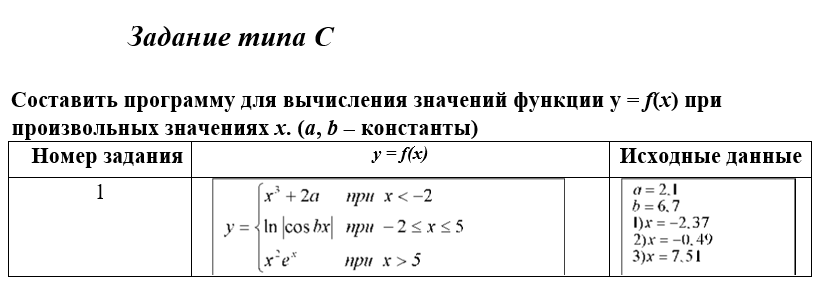 Задание типа С
Составить программу для вычисления значений функции y = f(x) при
произвольных значениях x. (a, b – константы)
Номер задания y = f(x) Исходные данные
1
x³ + 2a при x < −2
y = ln |cos bx| при − 2 ≤ x ≤ 5
x²eˣ при x > 5
a = 2,1
b = 6,7
1)x = −2,37
2)x = −0,49
3)x = 7,51